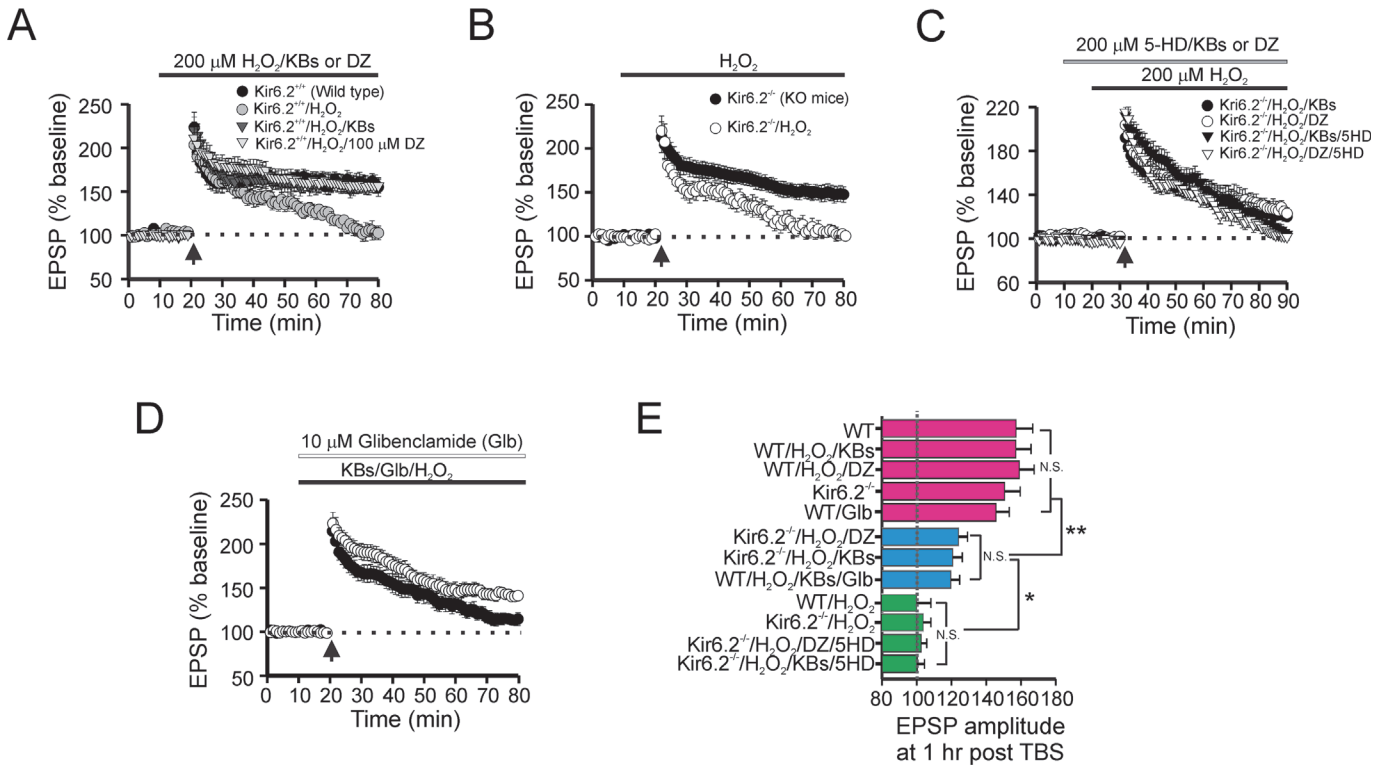 A
200 μM H₂O₂/KBs or DZ
Kir6.2⁺/⁺ (Wild type)
Kir6.2⁺/⁺/H₂O₂
Kir6.2⁺/⁺/H₂O₂/KBs
Kir6.2⁺/⁺/H₂O₂/100 μM DZ
EPSP (% baseline)
250
200
150
100
50
0 10 20 30 40 50 60 70 80
Time (min)
B
H₂O₂
Kir6.2⁻/⁻ (KO mice)
Kir6.2⁻/⁻/H₂O₂
EPSP (% baseline)
250
200
150
100
50
0 10 20 30 40 50 60 70 80
Time (min)
C
200 μM 5-HD/KBs or DZ
200 μM H₂O₂
Kri6.2⁻/⁻/H₂O₂/KBs
Kir6.2⁻/⁻/H₂O₂/DZ
Kir6.2⁻/⁻/H₂O₂/KBs/5HD
Kir6.2⁻/⁻/H₂O₂/DZ/5HD
EPSP (% baseline)
220
180
140
100
60
0 10 20 30 40 50 60 70 80 90
Time (min)
D
10 μM Glibenclamide (Glb)
KBs/Glb/H₂O₂
EPSP (% baseline)
250
200
150
100
50
0 10 20 30 40 50 60 70 80
Time (min)
E
WT
WT/H₂O₂/KBs
WT/H₂O₂/DZ
Kir6.2⁻/⁻
WT/Glb
Kir6.2⁻/⁻/H₂O₂/DZ
Kir6.2⁻/⁻/H₂O₂/KBs
WT/H₂O₂/KBs/Glb
WT/H₂O₂
Kir6.2⁻/⁻/H₂O₂
Kir6.2⁻/⁻/H₂O₂/DZ/5HD
Kir6.2⁻/⁻/H₂O₂/KBs/5HD
N.S.
**
N.S.
*
N.S.
80 100 120 140 160 180
EPSP amplitude
at 1 hr post TBS